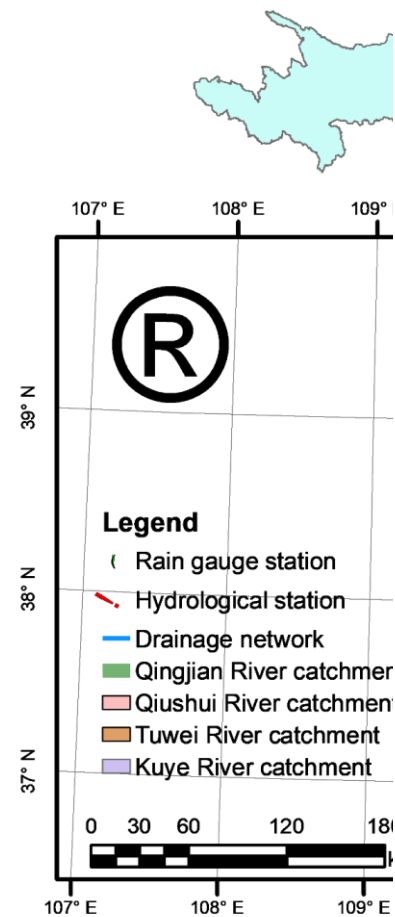 107° E 108° E 109°
®
39° N
38° N
37° N
Legend
Rain gauge station
Hydrological station
Drainage network
Qingjian River catchmen
Qiushui River catchment
Tuwei River catchment
Kuye River catchment
0 30 60 120 180
k
107° E 108° E 109° E